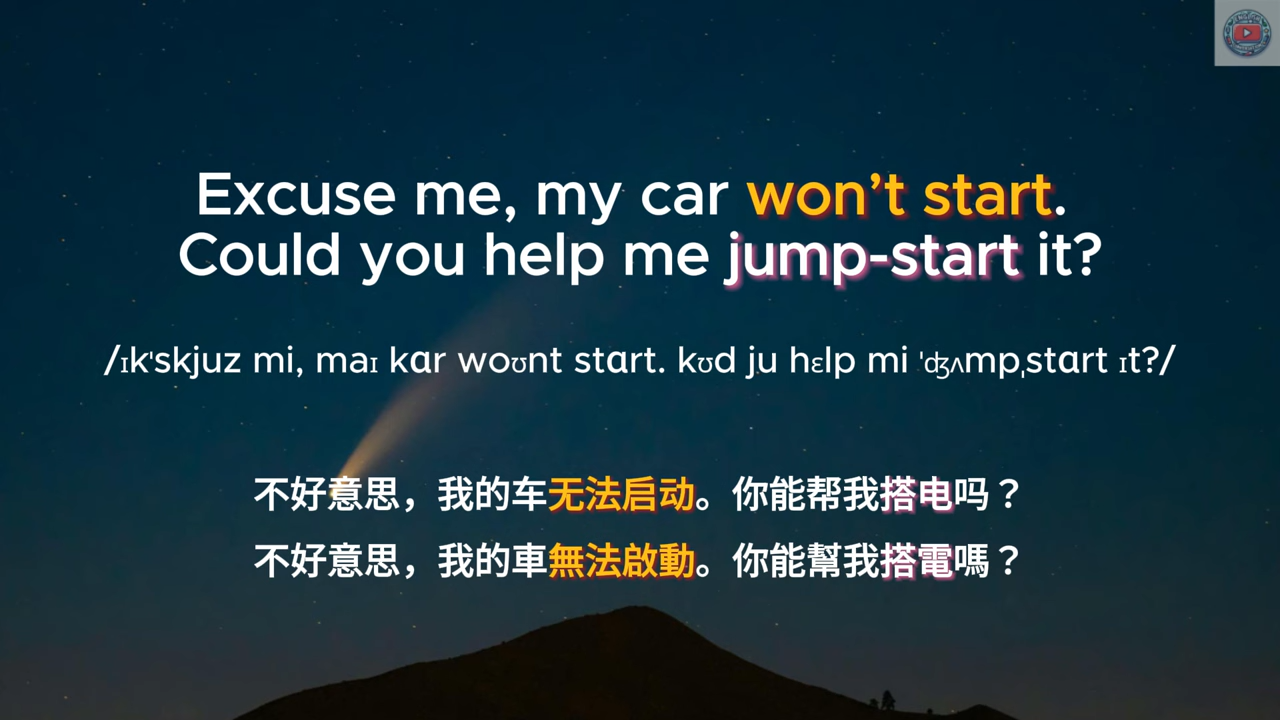 Excuse me, my car won’t start.
Could you help me jump-start it?
/ɪkˈskjuz mi, maɪ kɑr woʊnt stɑrt. kʊd ju hɛlp mi ˈʤʌmpˌstɑrt ɪt?/
不好意思，我的车无法启动。你能帮我搭电吗？
不好意思，我的車無法啟動。你能幫我搭電嗎？